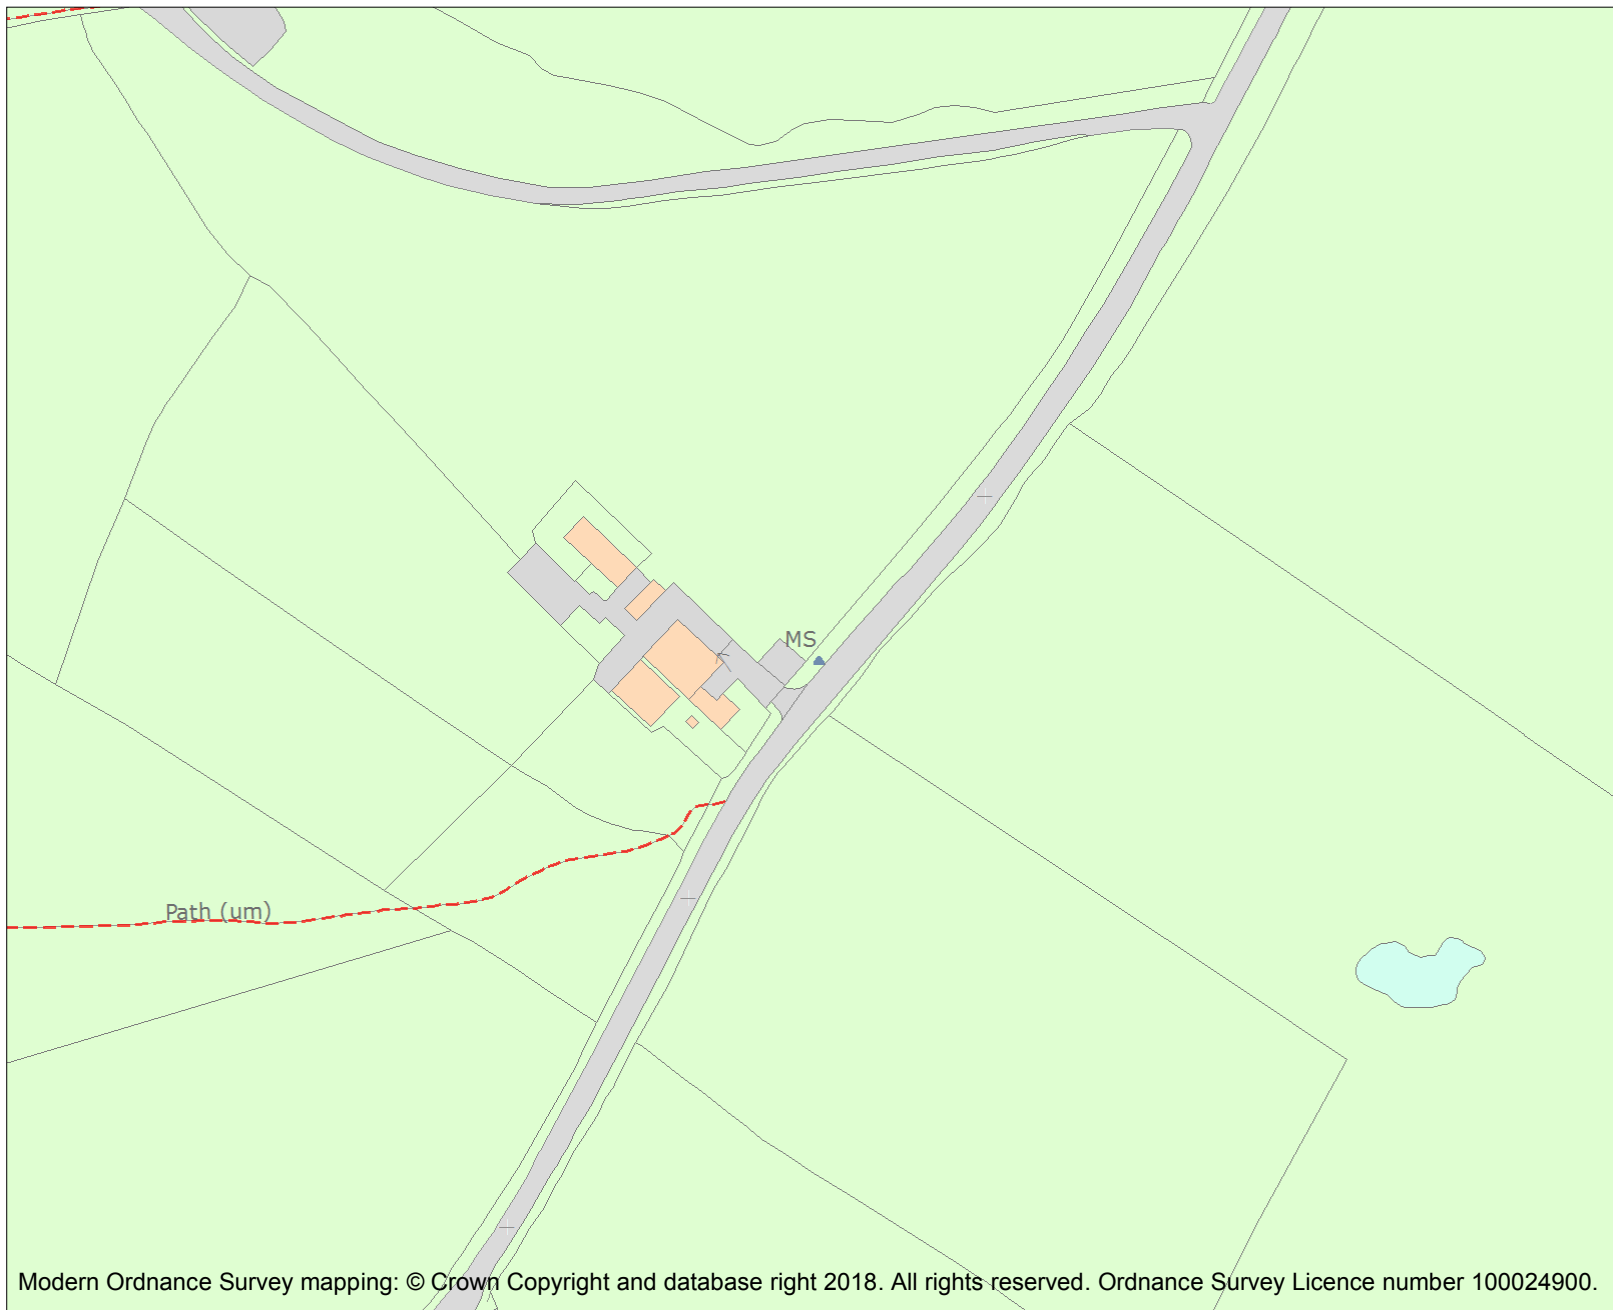 MS
Path (um)
Modern Ordnance Survey mapping: © Crown Copyright and database right 2018. All rights reserved. Ordnance Survey Licence number 100024900.